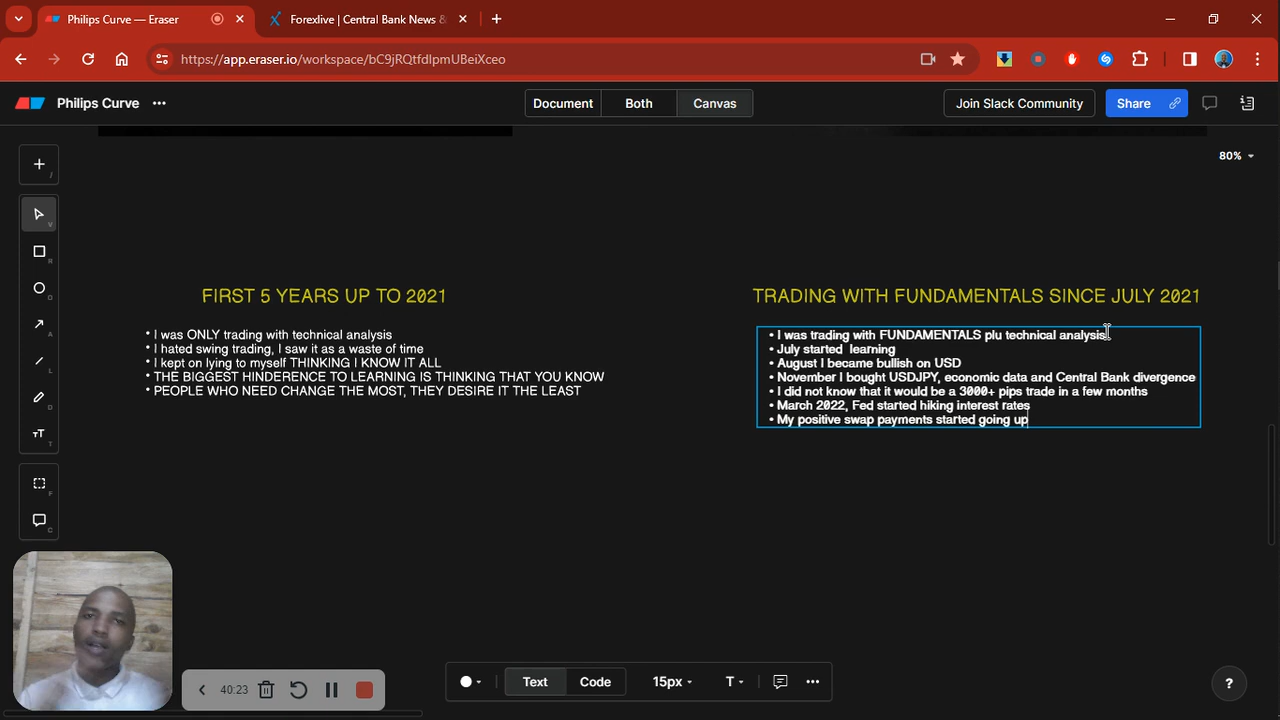 Philips Curve — Eraser
Forexlive | Central Bank News &
https://app.eraser.io/workspace/bC9jRQtfdIpmUBeiXceo
Philips Curve
Document
Both
Canvas
Join Slack Community
Share
80%
FIRST 5 YEARS UP TO 2021
• I was ONLY trading with technical analysis
• I hated swing trading, I saw it as a waste of time
• I kept on lying to myself THINKING I KNOW IT ALL
• THE BIGGEST HINDERENCE TO LEARNING IS THINKING THAT YOU KNOW
• PEOPLE WHO NEED CHANGE THE MOST, THEY DESIRE IT THE LEAST
TRADING WITH FUNDAMENTALS SINCE JULY 2021
• I was trading with FUNDAMENTALS plu technical analysis
• July started learning
• August I became bullish on USD
• November I bought USDJPY, economic data and Central Bank divergence
• I did not know that it would be a 3000+ pips trade in a few months
• March 2022, Fed started hiking interest rates
• My positive swap payments started going up
40:23
Text
Code
15px
T
?